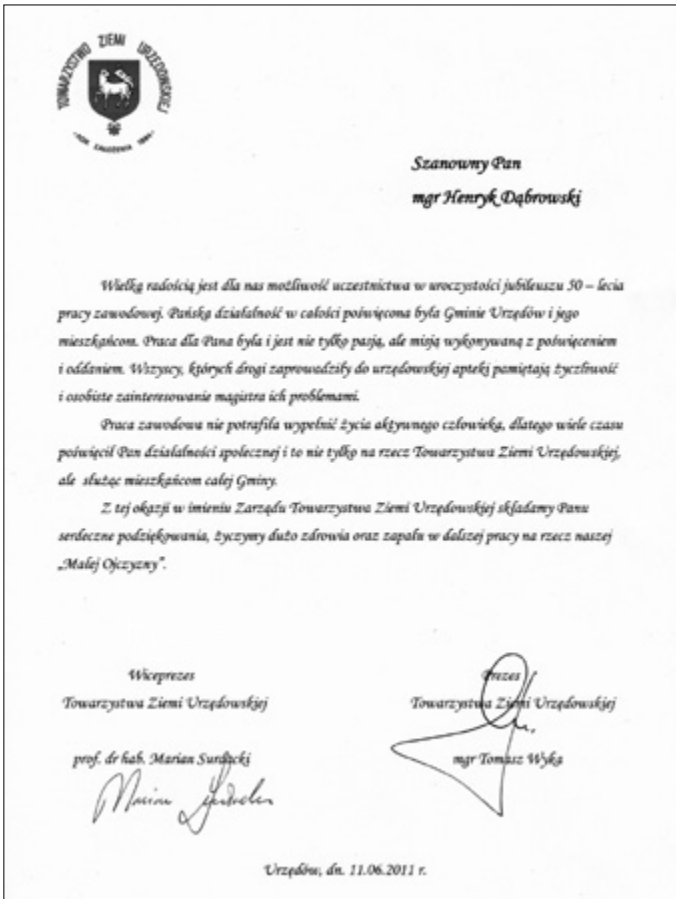 TOWARZYSTWO ZIEMI URZĘDOWSKIEJ
ROK ZAŁOŻENIA
Szanowny Pan
mgr Henryk Dąbrowski
Wielką radością jest dla nas możliwość uczestnictwa w uroczystości jubileuszu 50 – lecia
pracy zawodowej. Pańska działalność w całości poświęcona była Gminie Urzędów i jego
mieszkańcom. Praca dla Pana była i jest nie tylko pasją, ale misją wykonywaną z poświęceniem
i oddaniem. Wszyscy, których drogi zaprowadziły do urzędowskiej apteki pamiętają życzliwość
i osobiste zainteresowanie magistra ich problemami.
Praca zawodowa nie potrafiła wypełnić życia aktywnego człowieka, dlatego wiele czasu
poświęcił Pan działalności społecznej i to nie tylko na rzecz Towarzystwa Ziemi Urzędowskiej,
ale służąc mieszkańcom całej Gminy.
Z tej okazji w imieniu Zarządu Towarzystwa Ziemi Urzędowskiej składamy Panu
serdeczne podziękowania, życzymy dużo zdrowia oraz zapału w dalszej pracy na rzecz naszej
„Małej Ojczyzny”.
Wiceprezes
Towarzystwa Ziemi Urzędowskiej
prof. dr hab. Marian Surdacki
Marian Surdacki
Prezes
Towarzystwa Ziemi Urzędowskiej
mgr Tomasz Wyka
Urzędów, dn. 11.06.2011 r.